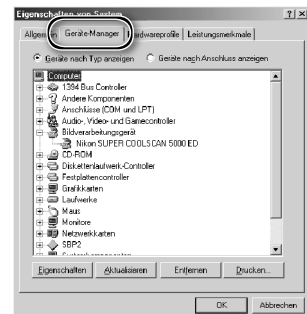 Eigenschaften von System
Allgemein Geräte-Manager Hardwareprofile Leistungsmerkmale
Geräte nach Typ anzeigen Geräte nach Anschluss anzeigen
Computer
1394 Bus Controller
Andere Komponenten
Anschlüsse (COM und LPT)
Audio-, Video- und Gamecontroller
Bildverarbeitungsgerät
Nikon SUPER COOLSCAN 5000 ED
CD-ROM
Diskettenlaufwerk-Controller
Festplattencontroller
Grafikkarten
Laufwerke
Maus
Monitore
Netzwerkkarten
SBP2
Eigenschaften Aktualisieren Entfernen Drucken...
OK Abbrechen